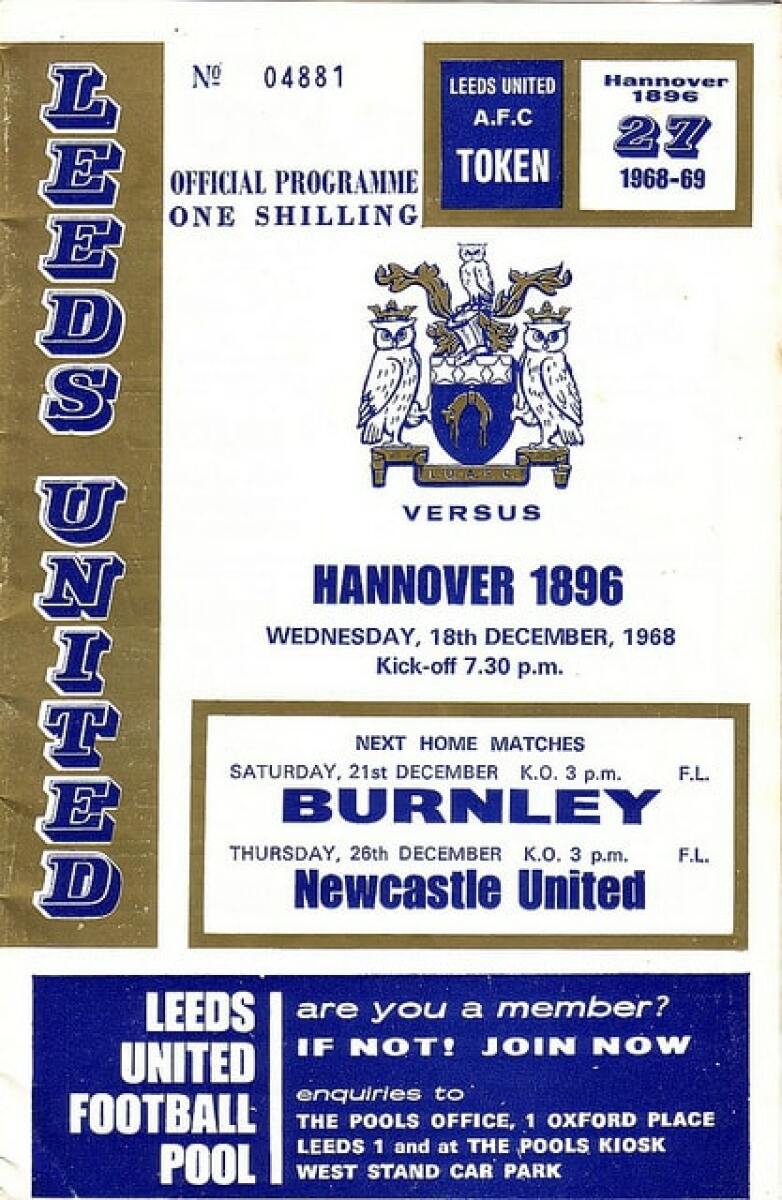 LEEDS UNITED
Nº 04881
OFFICIAL PROGRAMME
ONE SHILLING
LEEDS UNITED
A.F.C
TOKEN
Hannover
1896
27
1968-69
L.U.A.F.C.
VERSUS
HANNOVER 1896
WEDNESDAY, 18th DECEMBER, 1968
Kick-off 7.30 p.m.
NEXT HOME MATCHES
SATURDAY, 21st DECEMBER K.O. 3 p.m. F.L.
BURNLEY
THURSDAY, 26th DECEMBER K.O. 3 p.m. F.L.
Newcastle United
LEEDS
UNITED
FOOTBALL
POOL
are you a member?
IF NOT! JOIN NOW
enquiries to
THE POOLS OFFICE, 1 OXFORD PLACE
LEEDS 1 and at THE POOLS KIOSK
WEST STAND CAR PARK